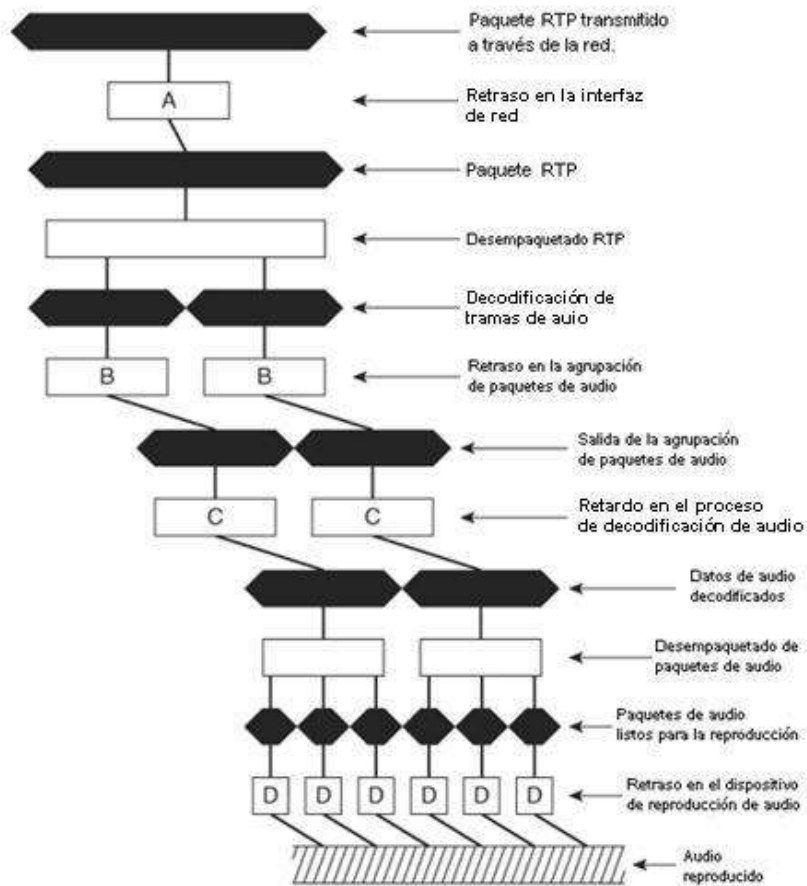 Paquete RTP transmitido
a través de la red.
A
Retraso en la interfaz
de red
Paquete RTP
Desempaquetado RTP
Decodificación de
tramas de auio
B
B
Retraso en la agrupación
de paquetes de audio
Salida de la agrupación
de paquetes de audio
C
C
Retardo en el proceso
de decodificación de audio
Datos de audio
decodificados
Desempaquetado de
paquetes de audio
Paquetes de audio
listos para la reproducción
D
D
D
D
D
D
Retraso en el dispositivo
de reproducción de audio
Audio
reproducido